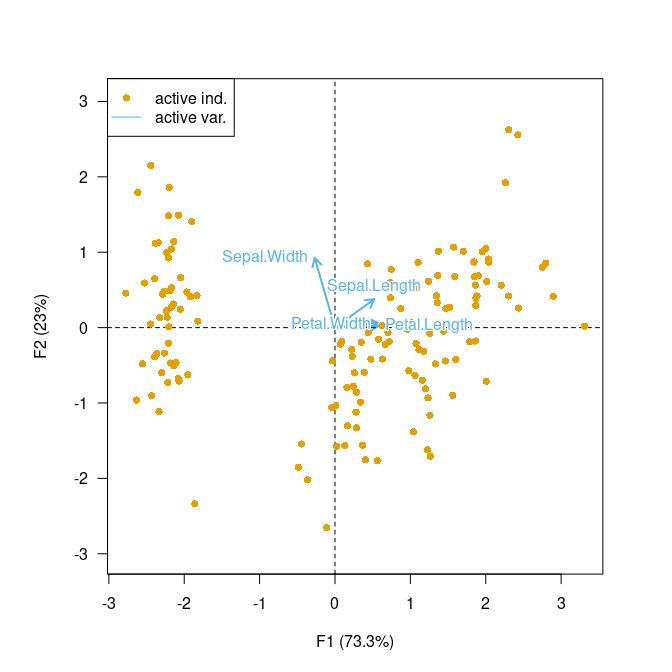 active ind.
active var.
3
2
1
0
-1
-2
-3
F2 (23%)
Sepal.Width
Sepal.Length
Petal.Width
Petal.Length
-3
-2
-1
0
1
2
3
F1 (73.3%)